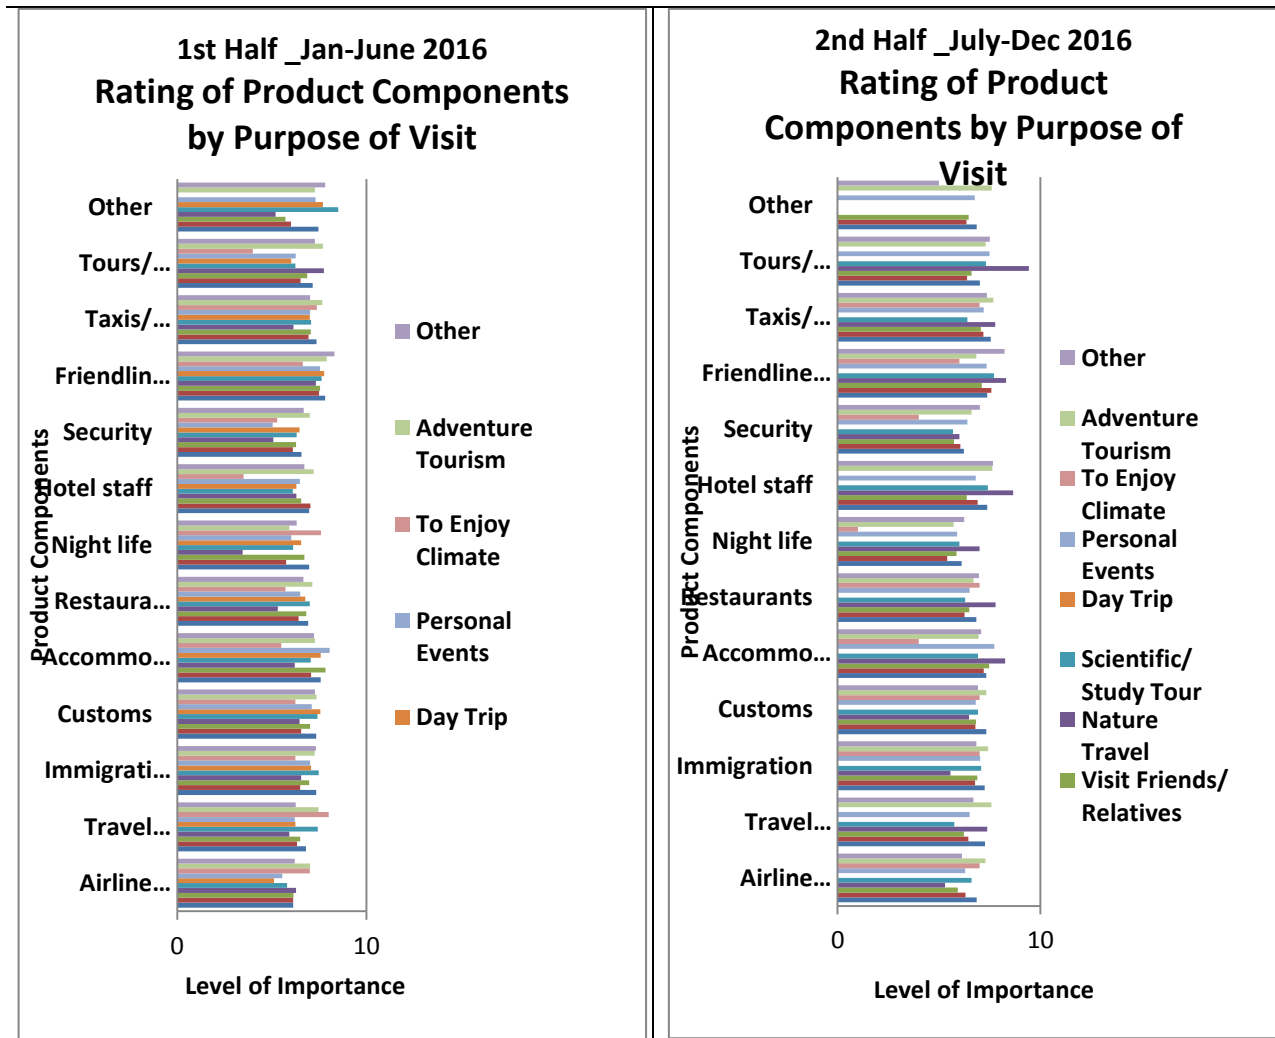 1st Half _Jan-June 2016
Rating of Product Components
by Purpose of Visit
Other
Tours/...
Taxis/...
Friendlin...
Security
Hotel staff
Night life
Restaura...
Accommo...
Customs
Immigrati...
Travel...
Airline...
Product Components
0
10
Level of Importance
Other
Adventure
Tourism
To Enjoy
Climate
Personal
Events
Day Trip
2nd Half _July-Dec 2016
Rating of Product
Components by Purpose of
Visit
Other
Tours/...
Taxis/...
Friendline...
Security
Hotel staff
Night life
Restaurants
Accommo...
Customs
Immigration
Travel...
Airline...
Product Components
0
10
Level of Importance
Other
Adventure
Tourism
To Enjoy
Climate
Personal
Events
Day Trip
Scientific/
Study Tour
Nature
Travel
Visit Friends/
Relatives